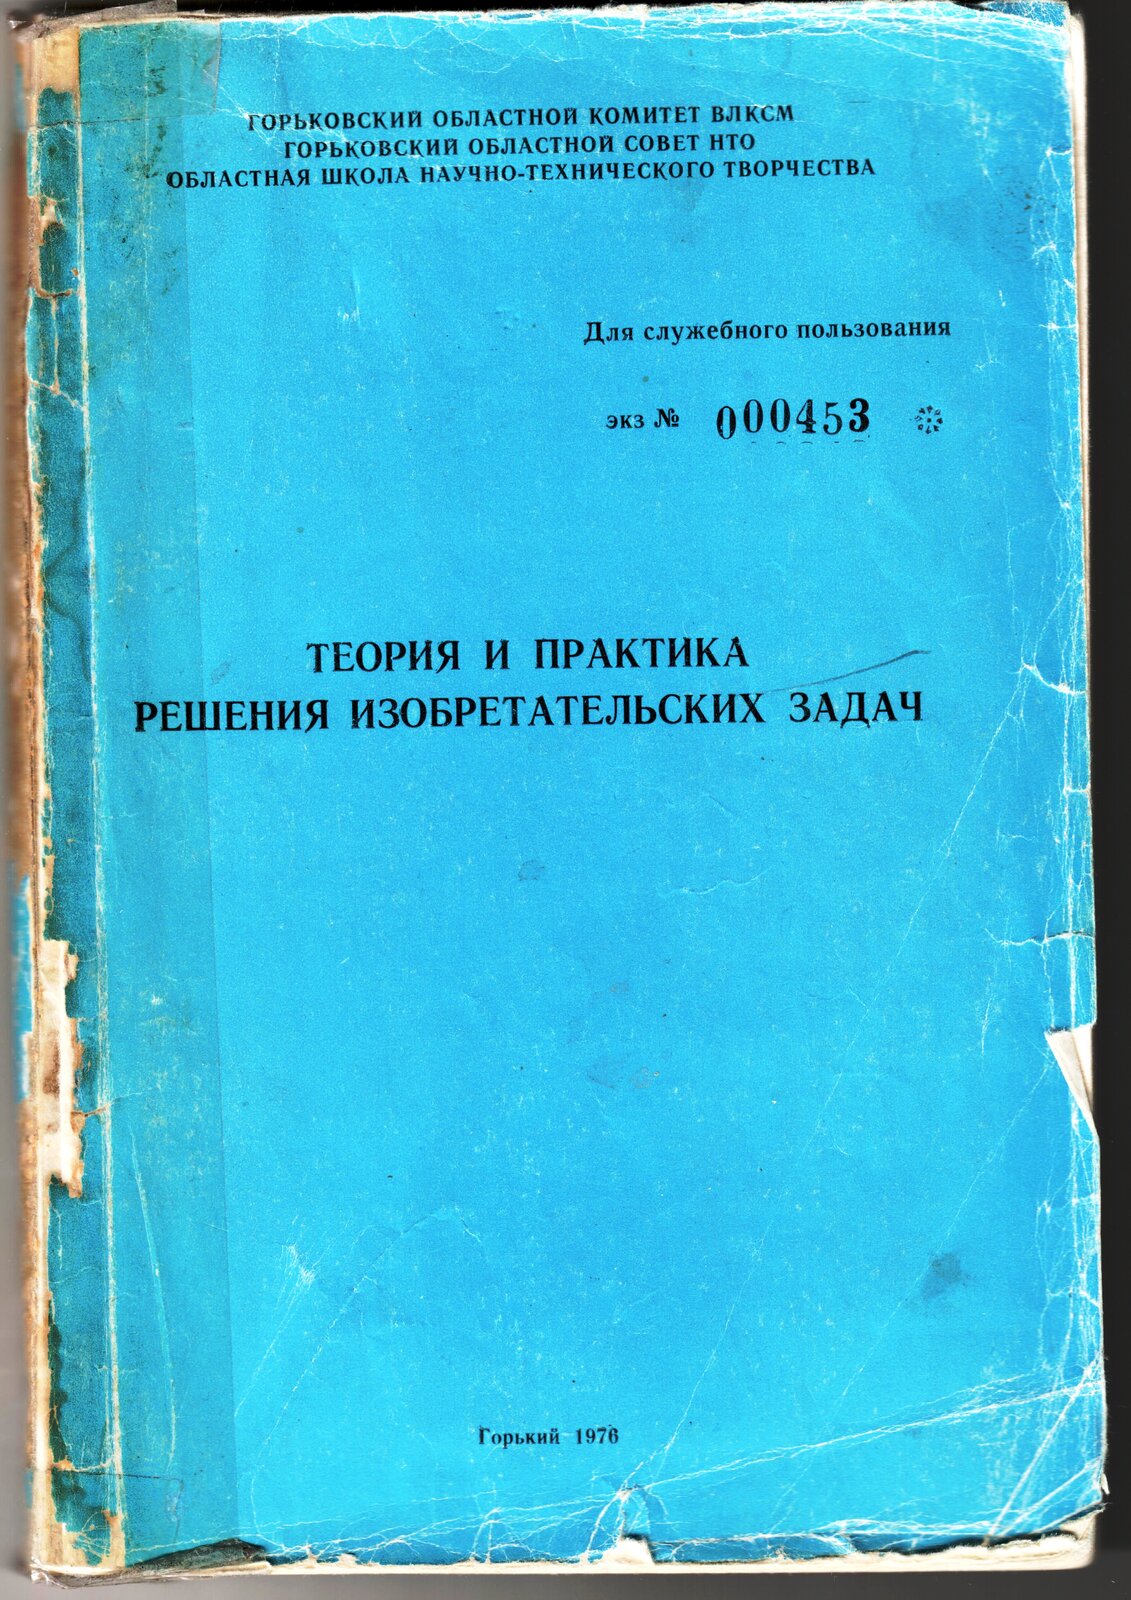 ГОРЬКОВСКИЙ ОБЛАСТНОЙ КОМИТЕТ ВЛКСМ
ГОРЬКОВСКИЙ ОБЛАСТНОЙ СОВЕТ НТО
ОБЛАСТНАЯ ШКОЛА НАУЧНО-ТЕХНИЧЕСКОГО ТВОРЧЕСТВА
Для служебного пользования
экз № 000453
ТЕОРИЯ И ПРАКТИКА
РЕШЕНИЯ ИЗОБРЕТАТЕЛЬСКИХ ЗАДАЧ
Горький 1976